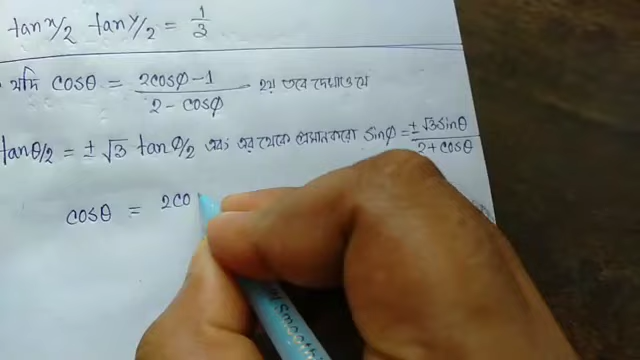 tan x/2 tan y/2 = 1/3
যদি cosθ = (2cosφ - 1)/(2 - cosφ) হয় তবে দেখাও যে
tan θ/2 = ± √3 tan φ/2 এবং এর থেকে প্রমান করো sinφ = (± √3 sinθ)/(2 + cosθ)
cosθ = 2co